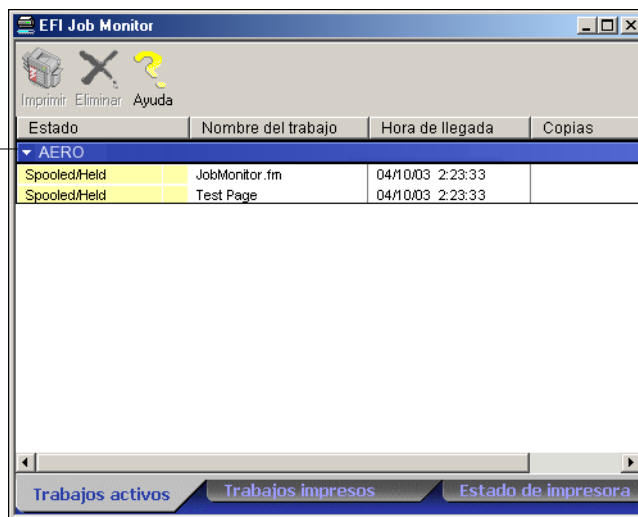 EFI Job Monitor
Imprimir Eliminar Ayuda
Estado Nombre del trabajo Hora de llegada Copias
AERO
Spooled/Held JobMonitor.fm 04/10/03 2:23:33
Spooled/Held Test Page 04/10/03 2:23:33
Trabajos activos Trabajos impresos Estado de impresora